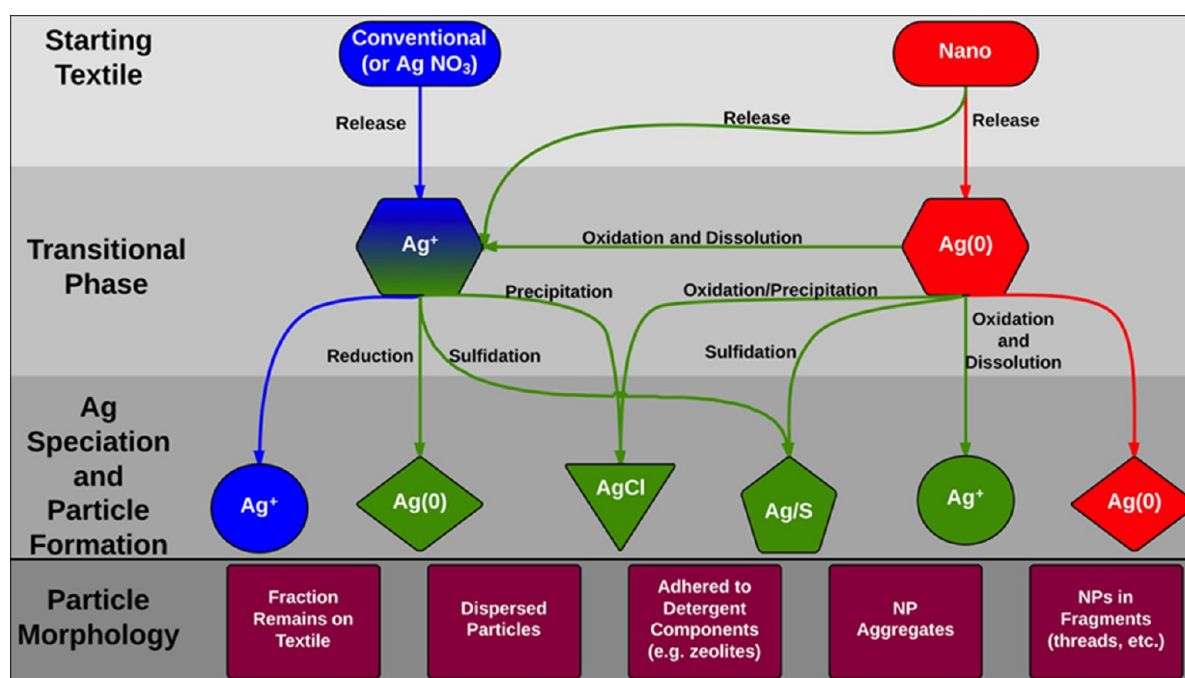 Starting
Textile
Conventional
(or Ag NO₃)
Nano
Release
Release
Release
Transitional
Phase
Ag⁺
Oxidation and Dissolution
Ag(0)
Precipitation
Oxidation/Precipitation
Reduction
Sulfidation
Sulfidation
Oxidation
and
Dissolution
Ag
Speciation
and
Particle
Formation
Ag⁺
Ag(0)
AgCl
Ag/S
Ag⁺
Ag(0)
Particle
Morphology
Fraction
Remains on
Textile
Dispersed
Particles
Adhered to
Detergent
Components
(e.g. zeolites)
NP
Aggregates
NPs in
Fragments
(threads, etc.)